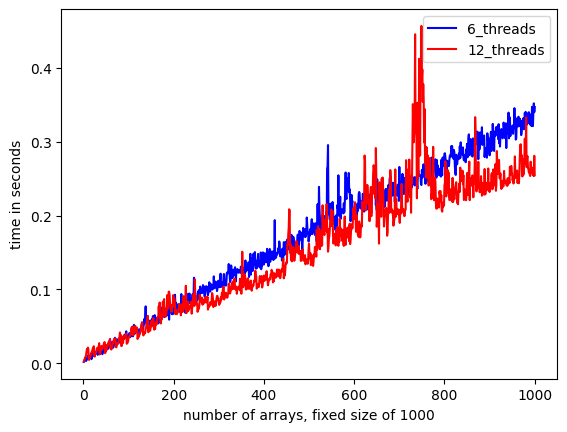 6_threads
12_threads
time in seconds
0.4
0.3
0.2
0.1
0.0
0
200
400
600
800
1000
number of arrays, fixed size of 1000